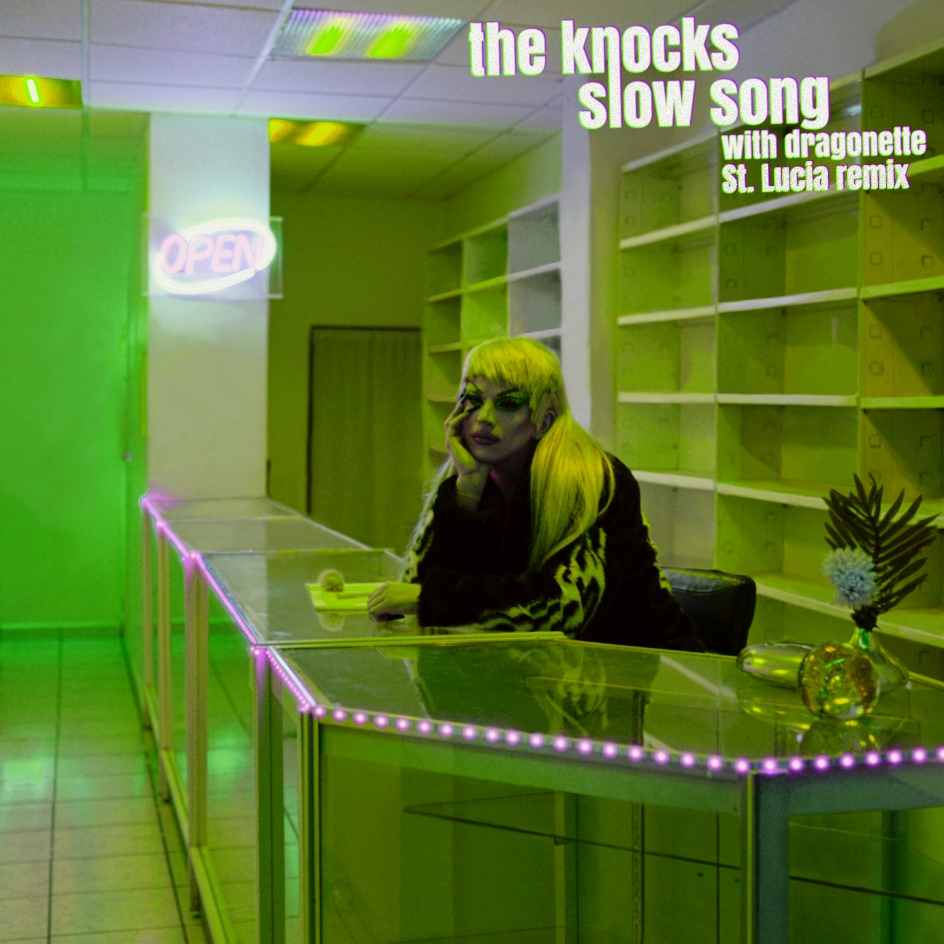 the knocks
slow song
with dragonette
St. Lucia remix
OPEN